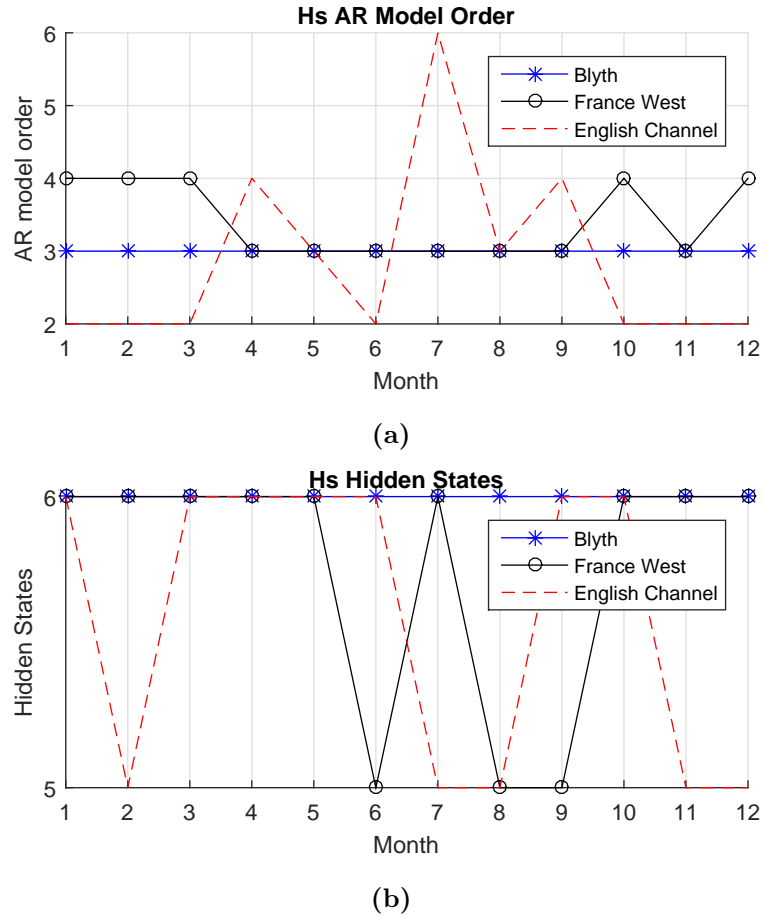 Hs AR Model Order
6
5
4
3
2
AR model order
Blyth
France West
English Channel
1 2 3 4 5 6 7 8 9 10 11 12
Month
(a)
Hs Hidden States
6
5
Hidden States
Blyth
France West
English Channel
1 2 3 4 5 6 7 8 9 10 11 12
Month
(b)